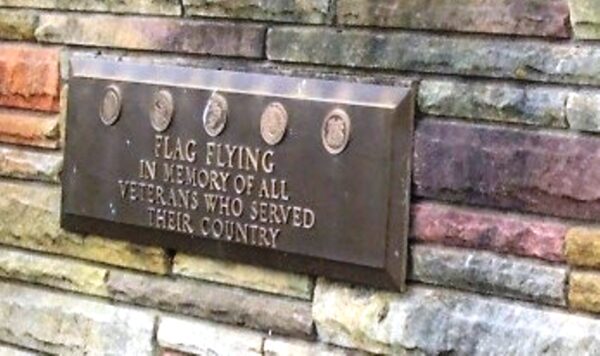 FLAG FLYING
IN MEMORY OF ALL
VETERANS WHO SERVED
THEIR COUNTRY